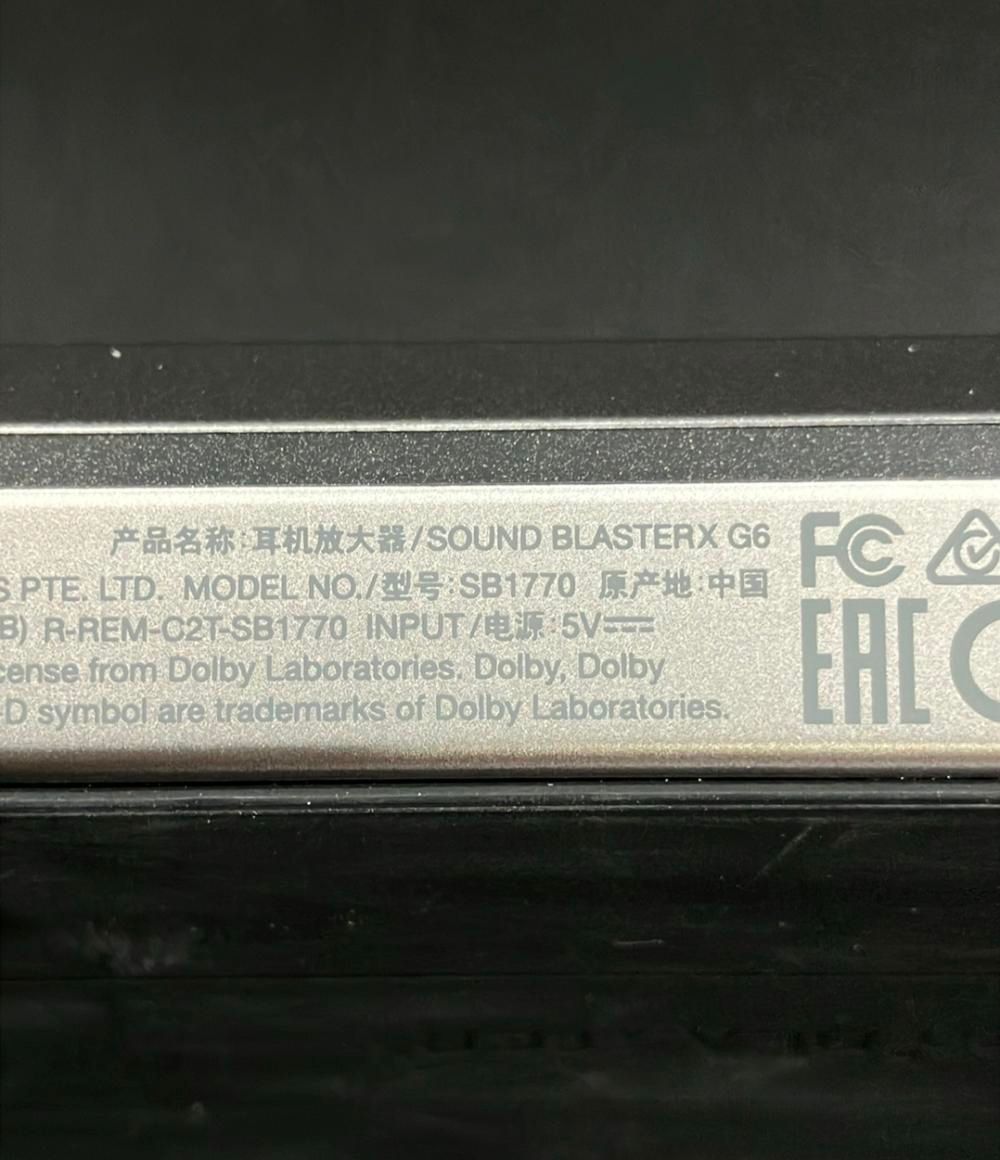 产品名称:耳机放大器/SOUND BLASTERX G6
S PTE. LTD. MODEL NO./型号:SB1770 原产地:中国
B) R-REM-C2T-SB1770 INPUT/电源:5V⎓
cense from Dolby Laboratories. Dolby, Dolby
-D symbol are trademarks of Dolby Laboratories.
FC
EAC